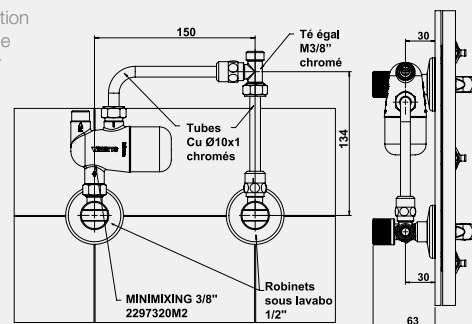 tion
e
150
Té égal
M3/8"
chromé
30
Tubes
Cu Ø10x1
chromés
134
MINIMIXING 3/8"
2297320M2
Robinets
sous lavabo
1/2"
30
63